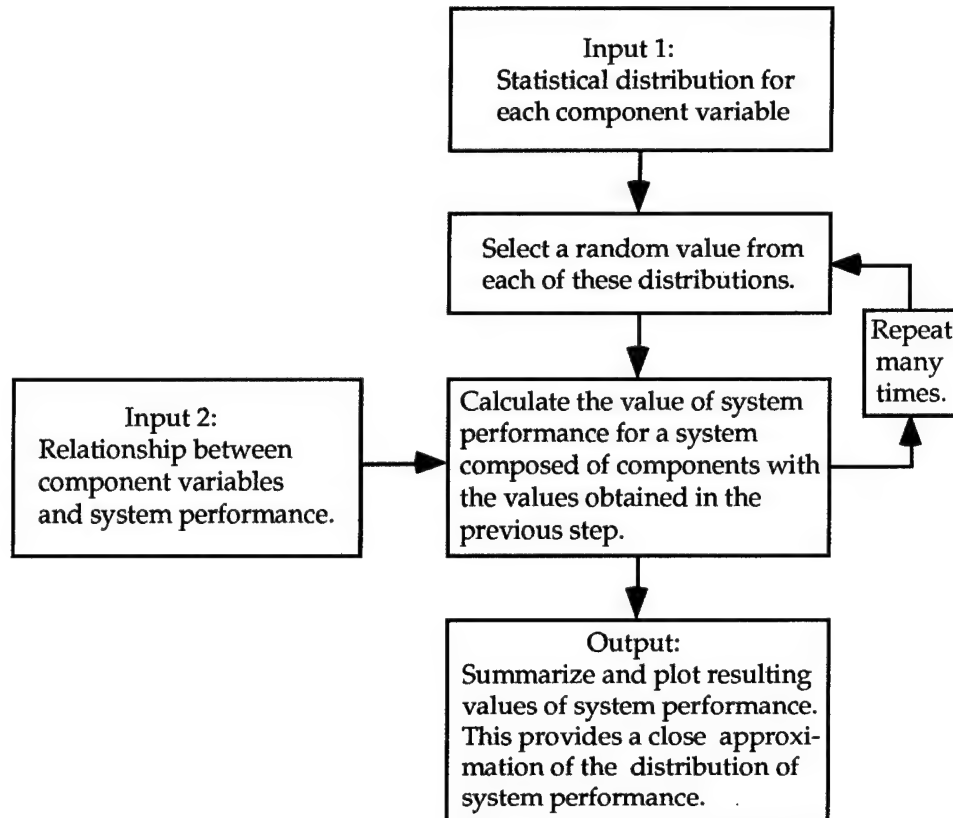 Input 1:
Statistical distribution for
each component variable
Select a random value from
each of these distributions.
Repeat
many
times.
Input 2:
Relationship between
component variables
and system performance.
Calculate the value of system
performance for a system
composed of components with
the values obtained in the
previous step.
Output:
Summarize and plot resulting
values of system performance.
This provides a close approxi-
mation of the distribution of
system performance.